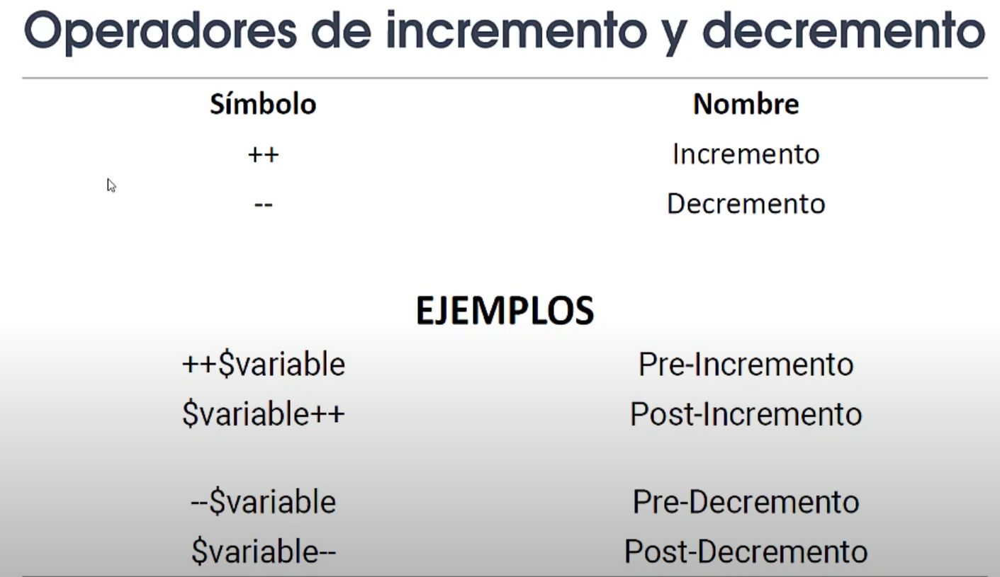 Operadores de incremento y decremento
Símbolo Nombre
++ Incremento
-- Decremento
EJEMPLOS
++$variable Pre-Incremento
$variable++ Post-Incremento
--$variable Pre-Decremento
$variable-- Post-Decremento